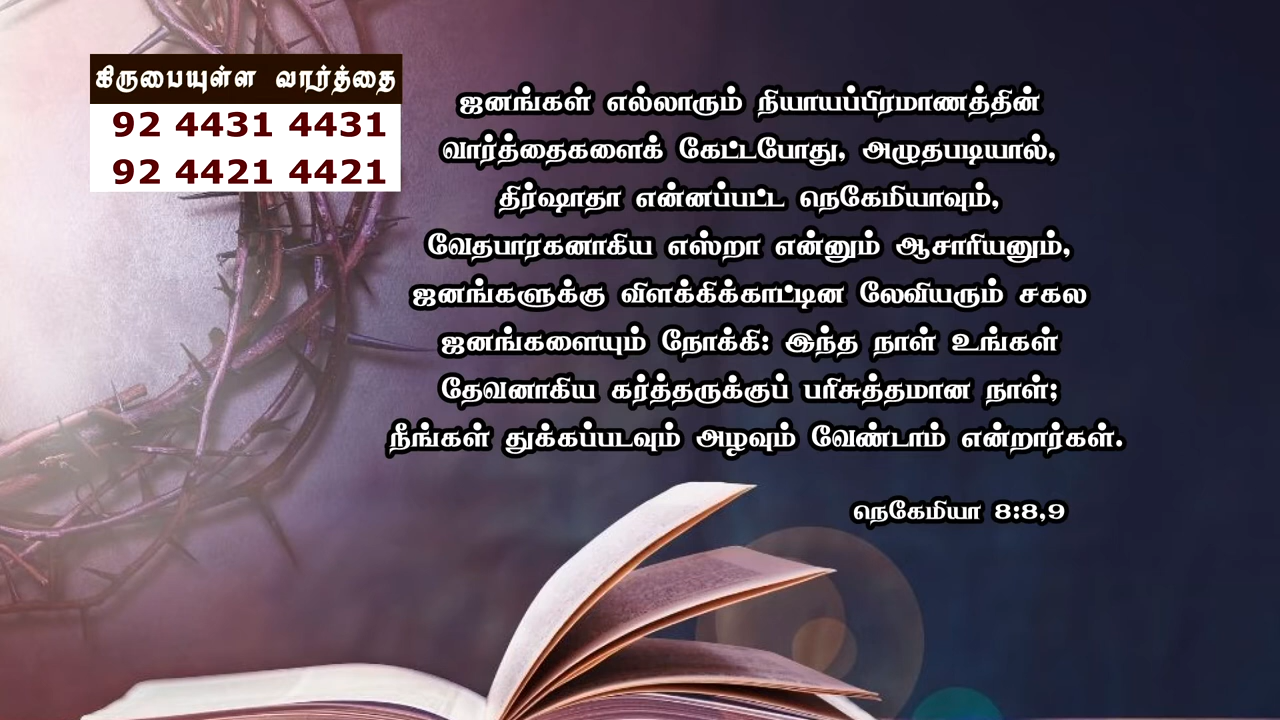 கிருபையுள்ள வார்த்தை
92 4431 4431
92 4421 4421
ஜனங்கள் எல்லாரும் நியாயப்பிரமாணத்தின்
வார்த்தைகளைக் கேட்டபோது, அழுதபடியால்,
திர்ஷாதா என்னப்பட்ட நெகேமியாவும்,
வேதபாரகனாகிய எஸ்றா என்னும் ஆசாரியனும்,
ஜனங்களுக்கு விளக்கிக்காட்டின லேவியரும் சகல
ஜனங்களையும் நோக்கி: இந்த நாள் உங்கள்
தேவனாகிய கர்த்தருக்குப் பரிசுத்தமான நாள்;
நீங்கள் துக்கப்படவும் அழவும் வேண்டாம் என்றார்கள்.
நெகேமியா 8:8,9